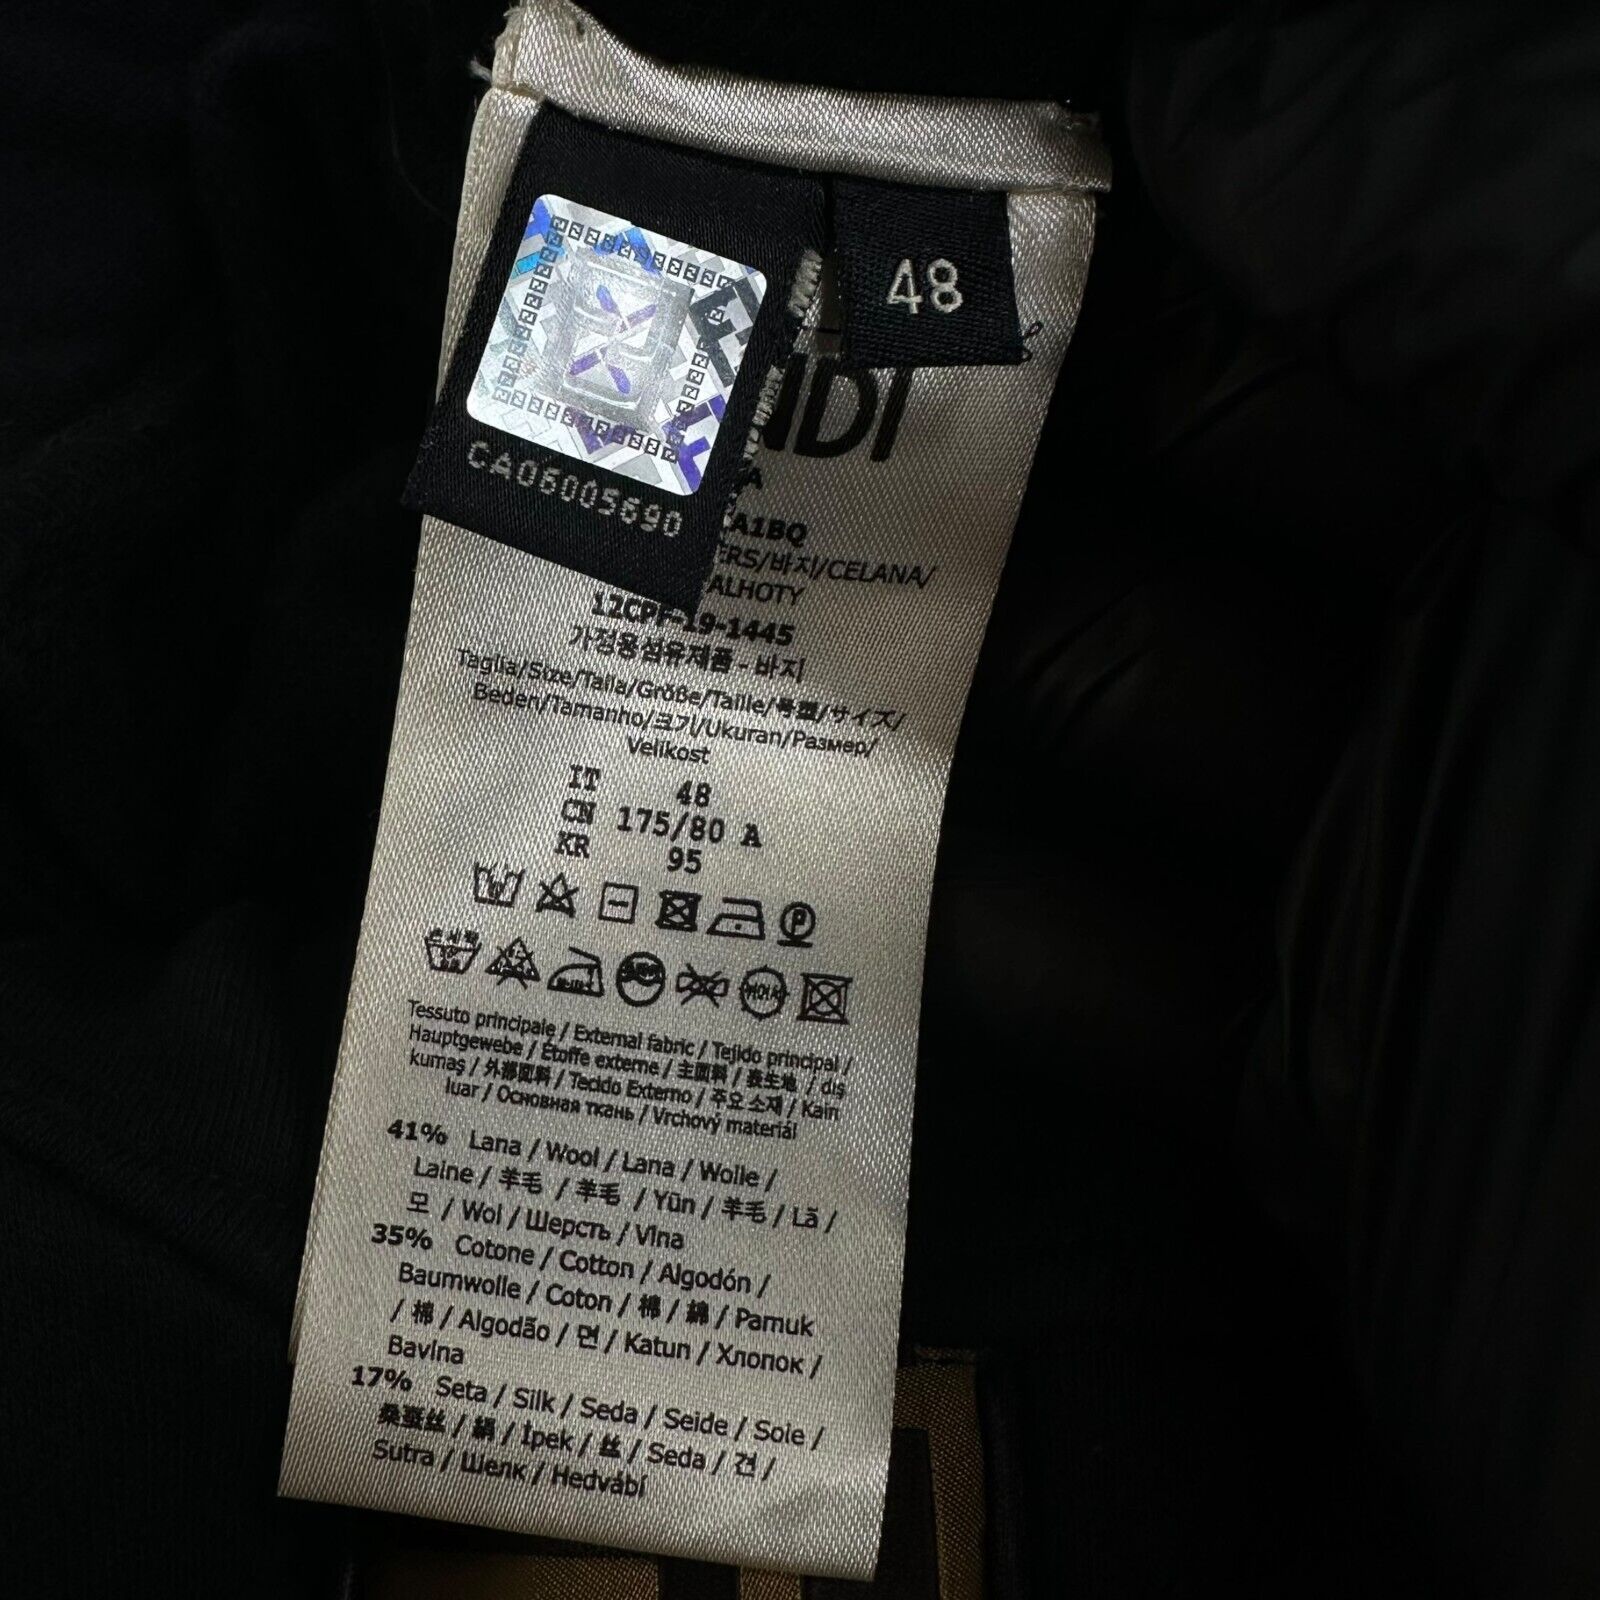 48
NDI
CA06005690
A
A1BQ
ERS/바지/CELANA/
ALHOTY
12CPF-19-1445
가정용섬유제품 - 바지
Taglia/Size/Talla/Größe/Taille/号型/サイズ/
Beden/Tamanho/크기/Ukuran/Размер/
Velikost
IT 48
CN 175/80 A
KR 95
Tessuto principale / External fabric / Tejido principal /
Hauptgewebe / Étoffe externe / 主面料 / 表生地 / dış
kumaş / 外部面料 / Tecido Externo / 주요 소재 / Kain
luar / Основная ткань / Vrchový materiál
41% Lana / Wool / Lana / Wolle /
Laine / 羊毛 / 羊毛 / Yün / 羊毛 / Lã /
모 / Wol / Шерсть / Vlna
35% Cotone / Cotton / Algodón /
Baumwolle / Coton / 棉 / 綿 / Pamuk
/ 棉 / Algodão / 면 / Katun / Хлопок /
Bavlna
17% Seta / Silk / Seda / Seide / Soie /
桑蚕丝 / 絹 / İpek / 丝 / Seda / 견 /
Sutra / Шелк / Hedvábí